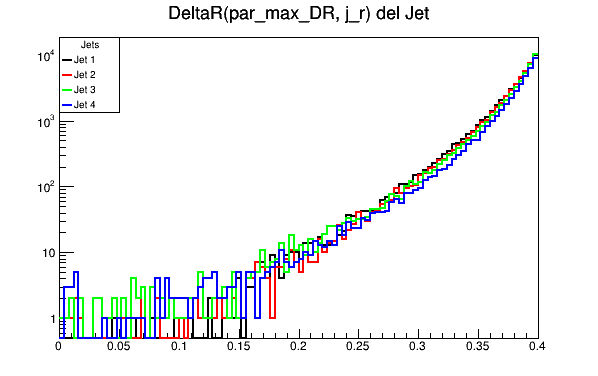 DeltaR(par_max_DR, j_r) del Jet
Jets
Jet 1
Jet 2
Jet 3
Jet 4
10^4
10^3
10^2
10
1
0 0.05 0.1 0.15 0.2 0.25 0.3 0.35 0.4